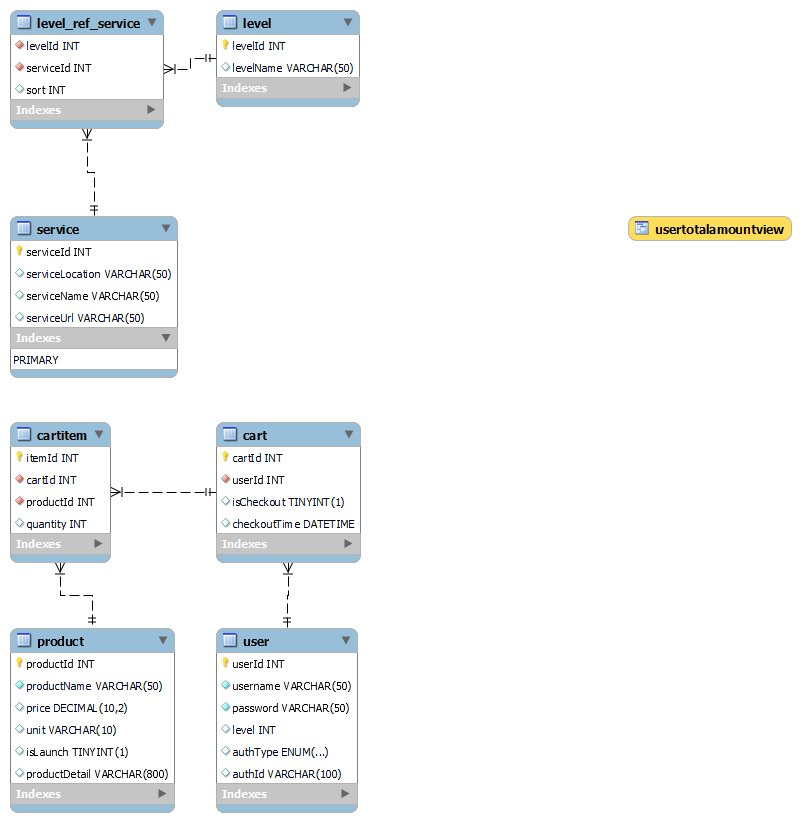 level_ref_service
levelId INT
serviceId INT
sort INT
Indexes
level
levelId INT
levelName VARCHAR(50)
Indexes
service
serviceId INT
serviceLocation VARCHAR(50)
serviceName VARCHAR(50)
serviceUrl VARCHAR(50)
Indexes
PRIMARY
usertotalamountview
cartitem
itemId INT
cartId INT
productId INT
quantity INT
Indexes
cart
cartId INT
userId INT
isCheckout TINYINT(1)
checkoutTime DATETIME
Indexes
product
productId INT
productName VARCHAR(50)
price DECIMAL(10,2)
unit VARCHAR(10)
isLaunch TINYINT(1)
productDetail VARCHAR(800)
Indexes
user
userId INT
username VARCHAR(50)
password VARCHAR(50)
level INT
authType ENUM(...)
authId VARCHAR(100)
Indexes